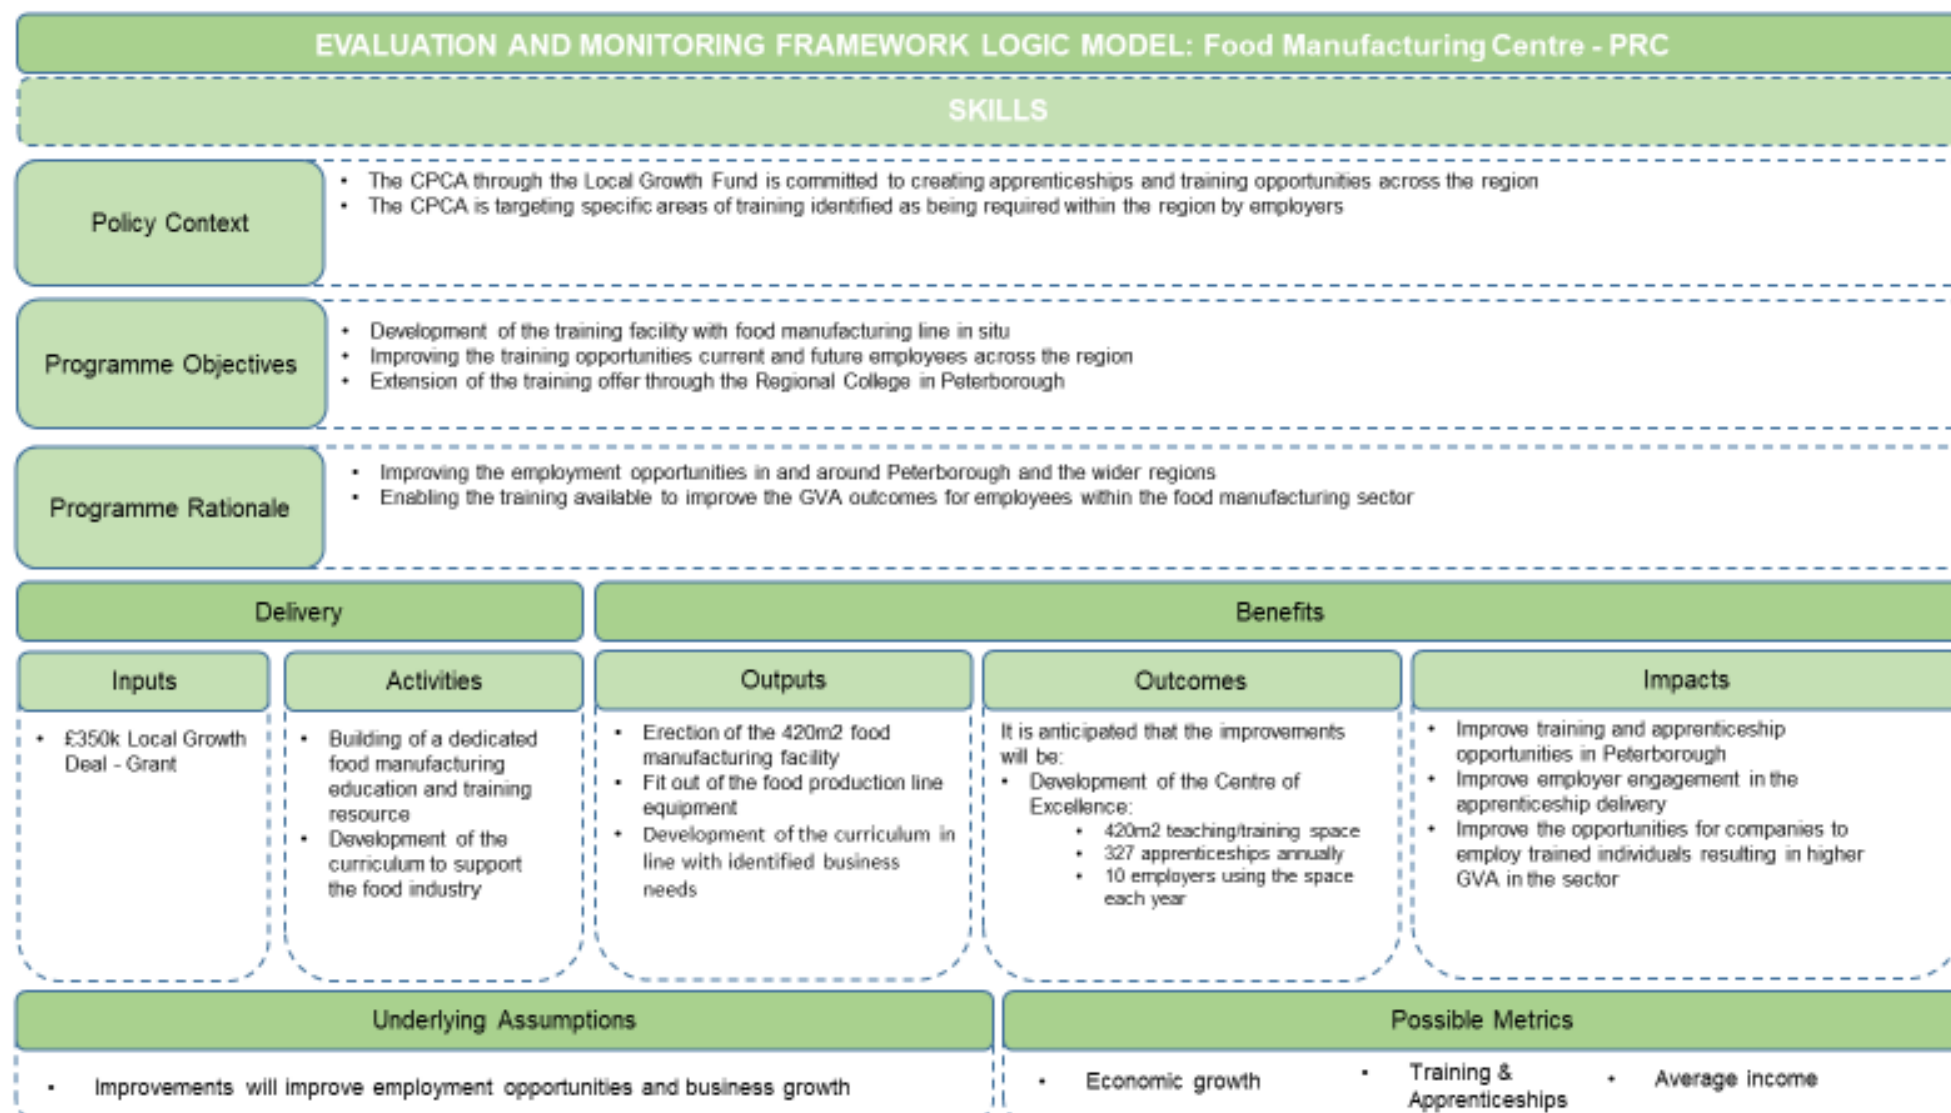 EVALUATION AND MONITORING FRAMEWORK LOGIC MODEL: Food Manufacturing Centre - PRC
SKILLS
Policy Context
• The CPCA through the Local Growth Fund is committed to creating apprenticeships and training opportunities across the region
• The CPCA is targeting specific areas of training identified as being required within the region by employers
Programme Objectives
• Development of the training facility with food manufacturing line in situ
• Improving the training opportunities current and future employees across the region
• Extension of the training offer through the Regional College in Peterborough
Programme Rationale
• Improving the employment opportunities in and around Peterborough and the wider regions
• Enabling the training available to improve the GVA outcomes for employees within the food manufacturing sector
Delivery
Benefits
Inputs
• £350k Local Growth
Deal - Grant
Activities
• Building of a dedicated
food manufacturing
education and training
resource
• Development of the
curriculum to support
the food industry
Outputs
• Erection of the 420m2 food
manufacturing facility
• Fit out of the food production line
equipment
• Development of the curriculum in
line with identified business
needs
Outcomes
It is anticipated that the improvements
will be:
• Development of the Centre of
Excellence:
• 420m2 teaching/training space
• 327 apprenticeships annually
• 10 employers using the space
each year
Impacts
• Improve training and apprenticeship
opportunities in Peterborough
• Improve employer engagement in the
apprenticeship delivery
• Improve the opportunities for companies to
employ trained individuals resulting in higher
GVA in the sector
Underlying Assumptions
• Improvements will improve employment opportunities and business growth
Possible Metrics
• Economic growth
• Training &
Apprenticeships
• Average income